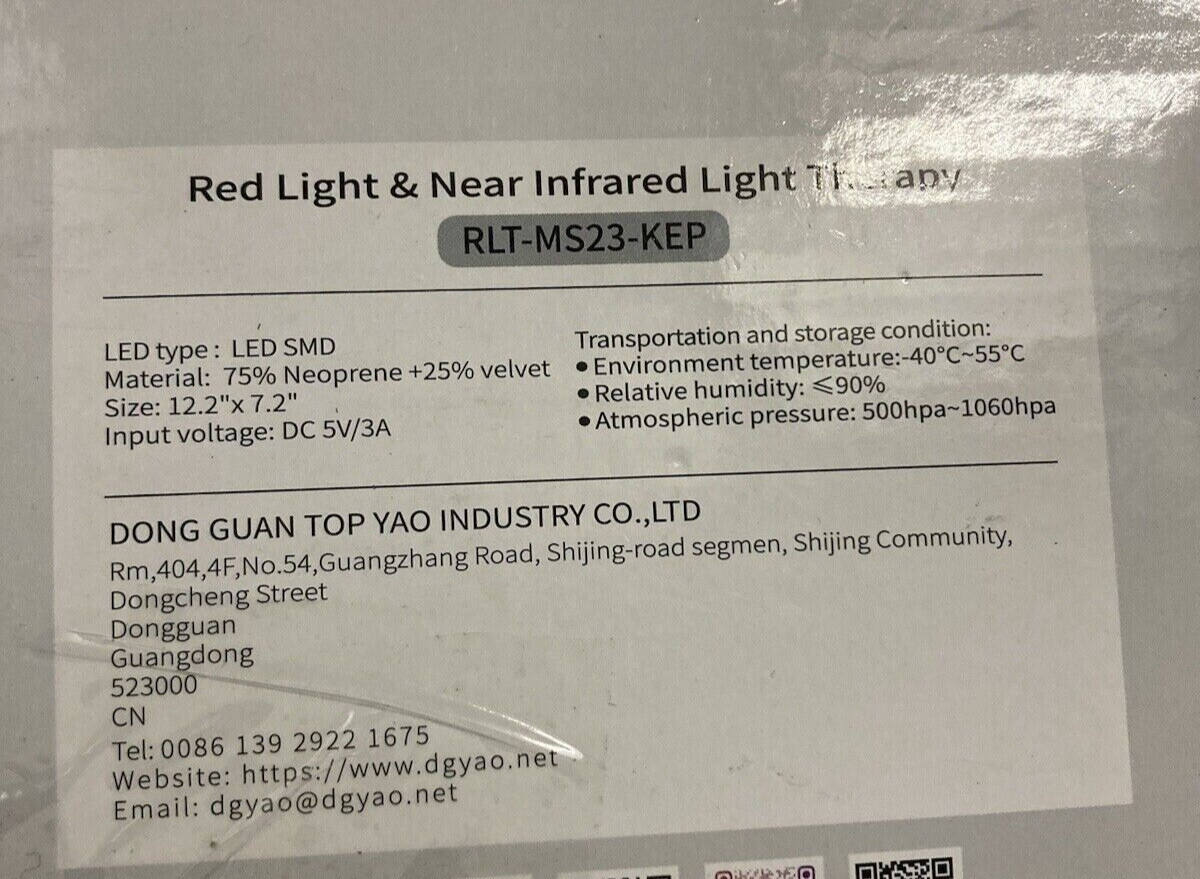 Red Light & Near Infrared Light Therapy
RLT-MS23-KEP
LED type : LED SMD
Material: 75% Neoprene +25% velvet
Size: 12.2"x 7.2"
Input voltage: DC 5V/3A
Transportation and storage condition:
●Environment temperature:-40°C~55°C
●Relative humidity: ⩽90%
●Atmospheric pressure: 500hpa~1060hpa
DONG GUAN TOP YAO INDUSTRY CO.,LTD
Rm,404,4F,No.54,Guangzhang Road, Shijing-road segmen, Shijing Community,
Dongcheng Street
Dongguan
Guangdong
523000
CN
Tel: 0086 139 2922 1675
Website: https://www.dgyao.net
Email: dgyao@dgyao.net